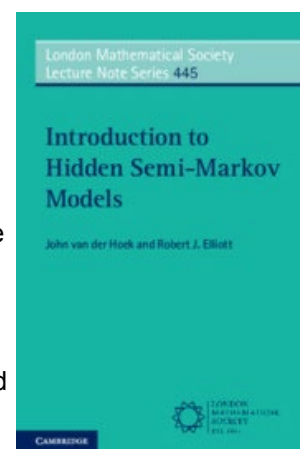 London Mathematical Society
Lecture Note Series 445
Introduction to
Hidden Semi-Markov
Models
John van der Hoek and Robert J. Elliott
e
d
LONDON
MATHEMATICAL
SOCIETY
CAMBRIDGE